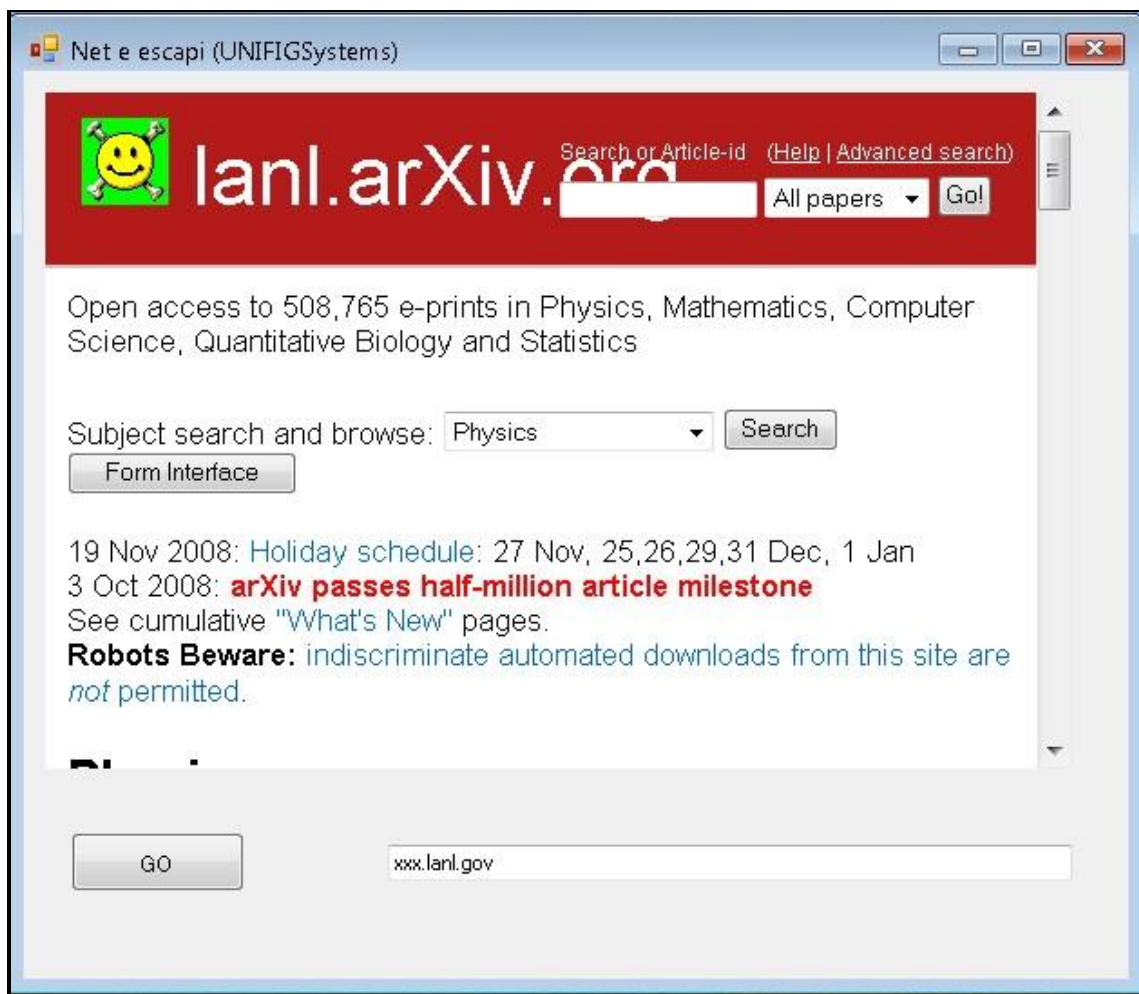 Net e escapi (UNIFIGSystems)
Search or Article-id (Help | Advanced search)
lanl.arXiv.org
All papers Go!
Open access to 508,765 e-prints in Physics, Mathematics, Computer
Science, Quantitative Biology and Statistics
Subject search and browse: Physics Search
Form Interface
19 Nov 2008: Holiday schedule: 27 Nov, 25,26,29,31 Dec, 1 Jan
3 Oct 2008: arXiv passes half-million article milestone
See cumulative "What's New" pages.
Robots Beware: indiscriminate automated downloads from this site are
not permitted.
GO xxx.lanl.gov